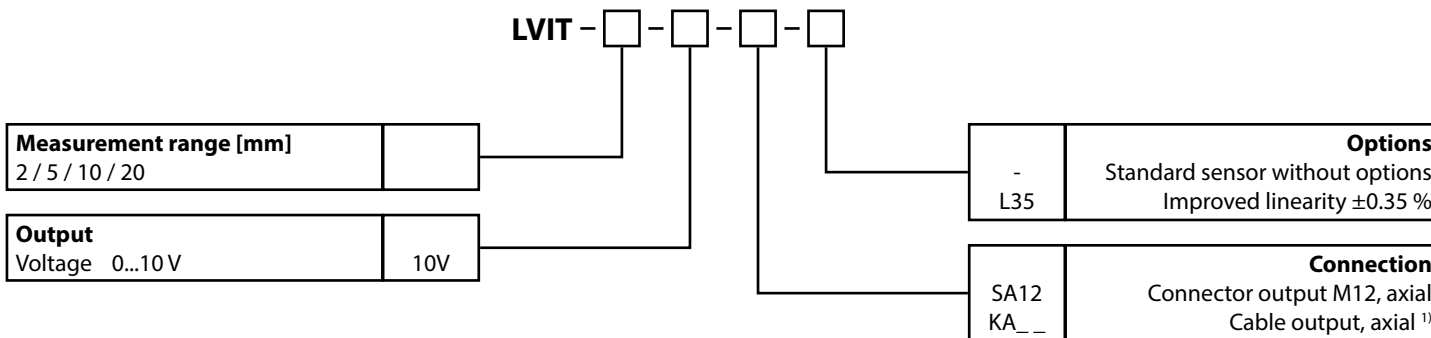 LVIT – – – –
Measurement range [mm]
2 / 5 / 10 / 20
Output
Voltage 0...10 V 10V
Options
- Standard sensor without options
L35 Improved linearity ±0.35 %
Connection
SA12 Connector output M12, axial
KA_ _ Cable output, axial 1)